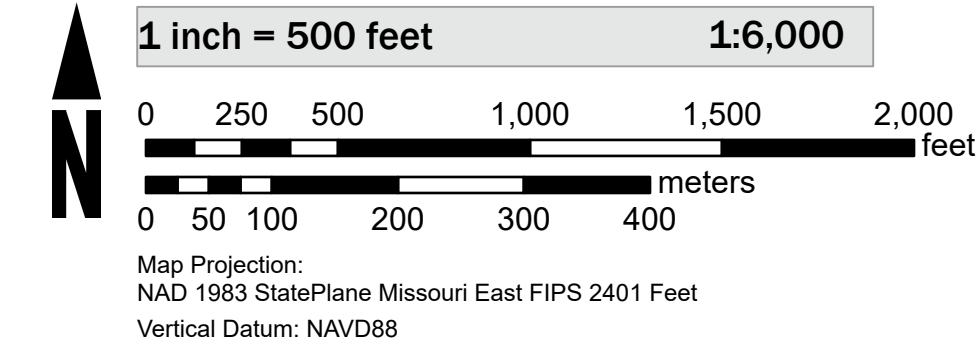 1 inch = 500 feet 1:6,000
0 250 500 1,000 1,500 2,000
feet
meters
0 50 100 200 300 400
N
Map Projection:
NAD 1983 StatePlane Missouri East FIPS 2401 Feet
Vertical Datum: NAVD88